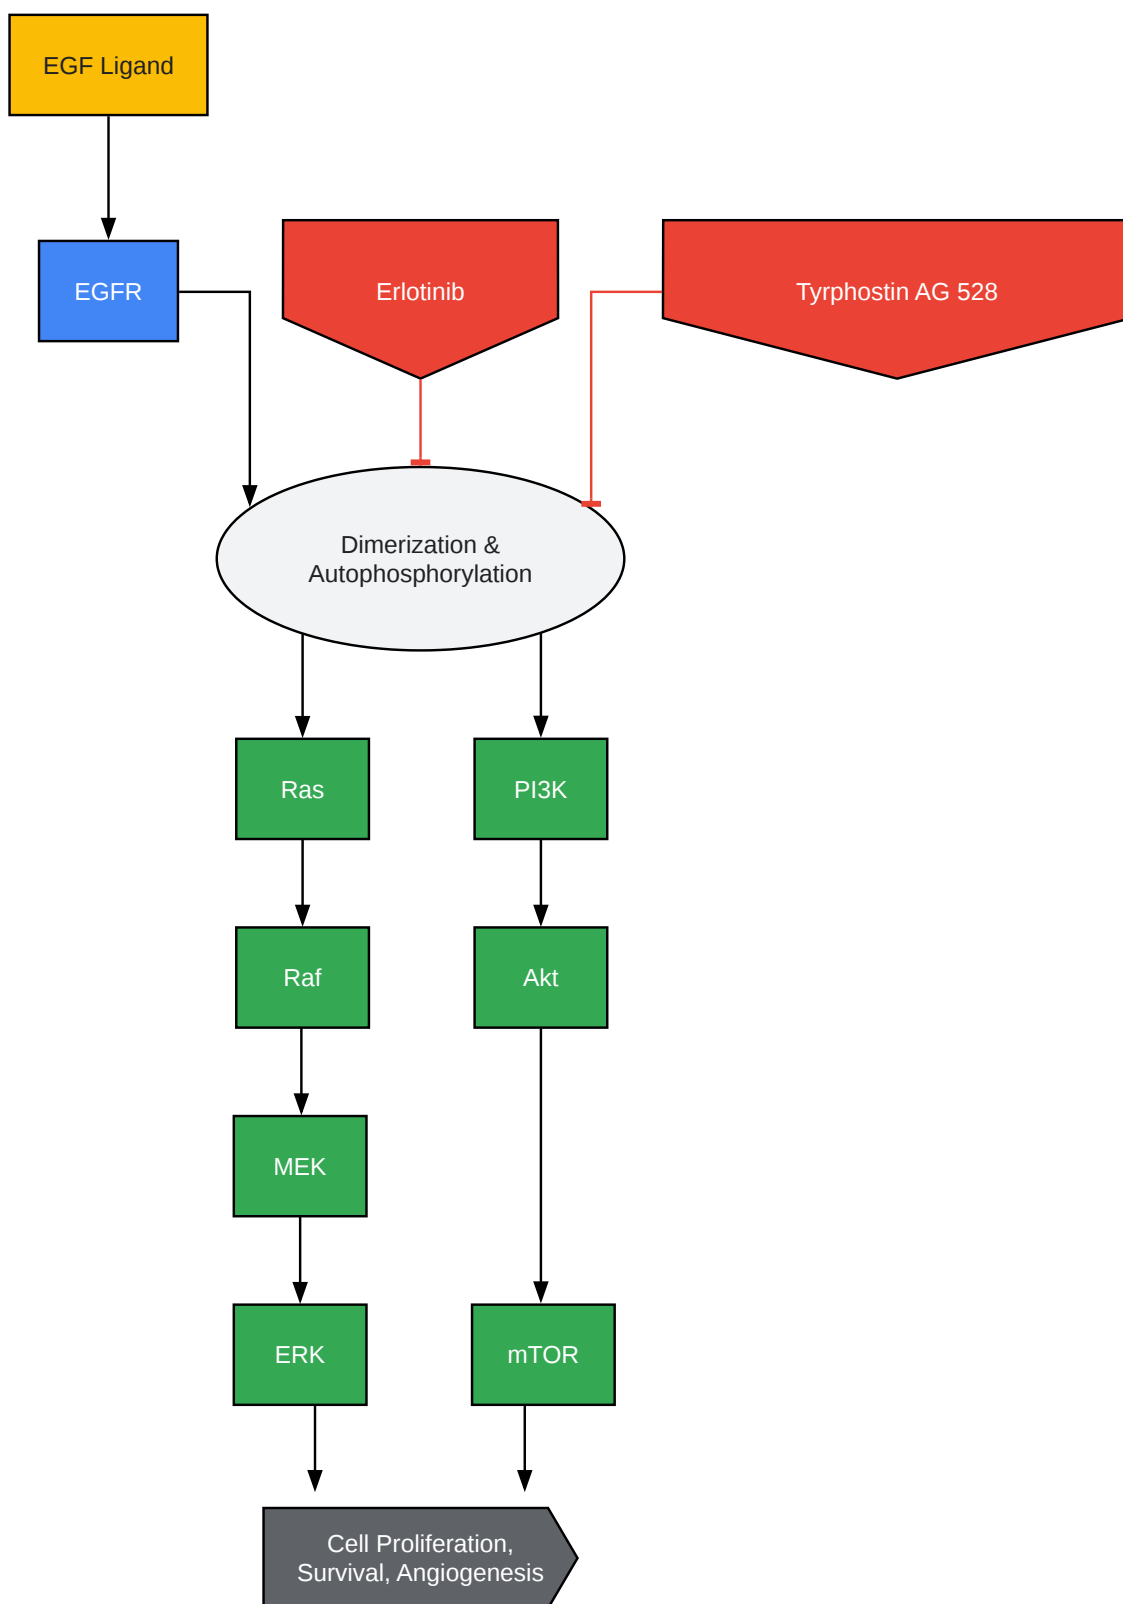 EGF Ligand
EGFR
Erlotinib
Tyrphostin AG 528
Dimerization &
Autophosphorylation
Ras
PI3K
Raf
Akt
MEK
ERK
mTOR
Cell Proliferation,
Survival, Angiogenesis